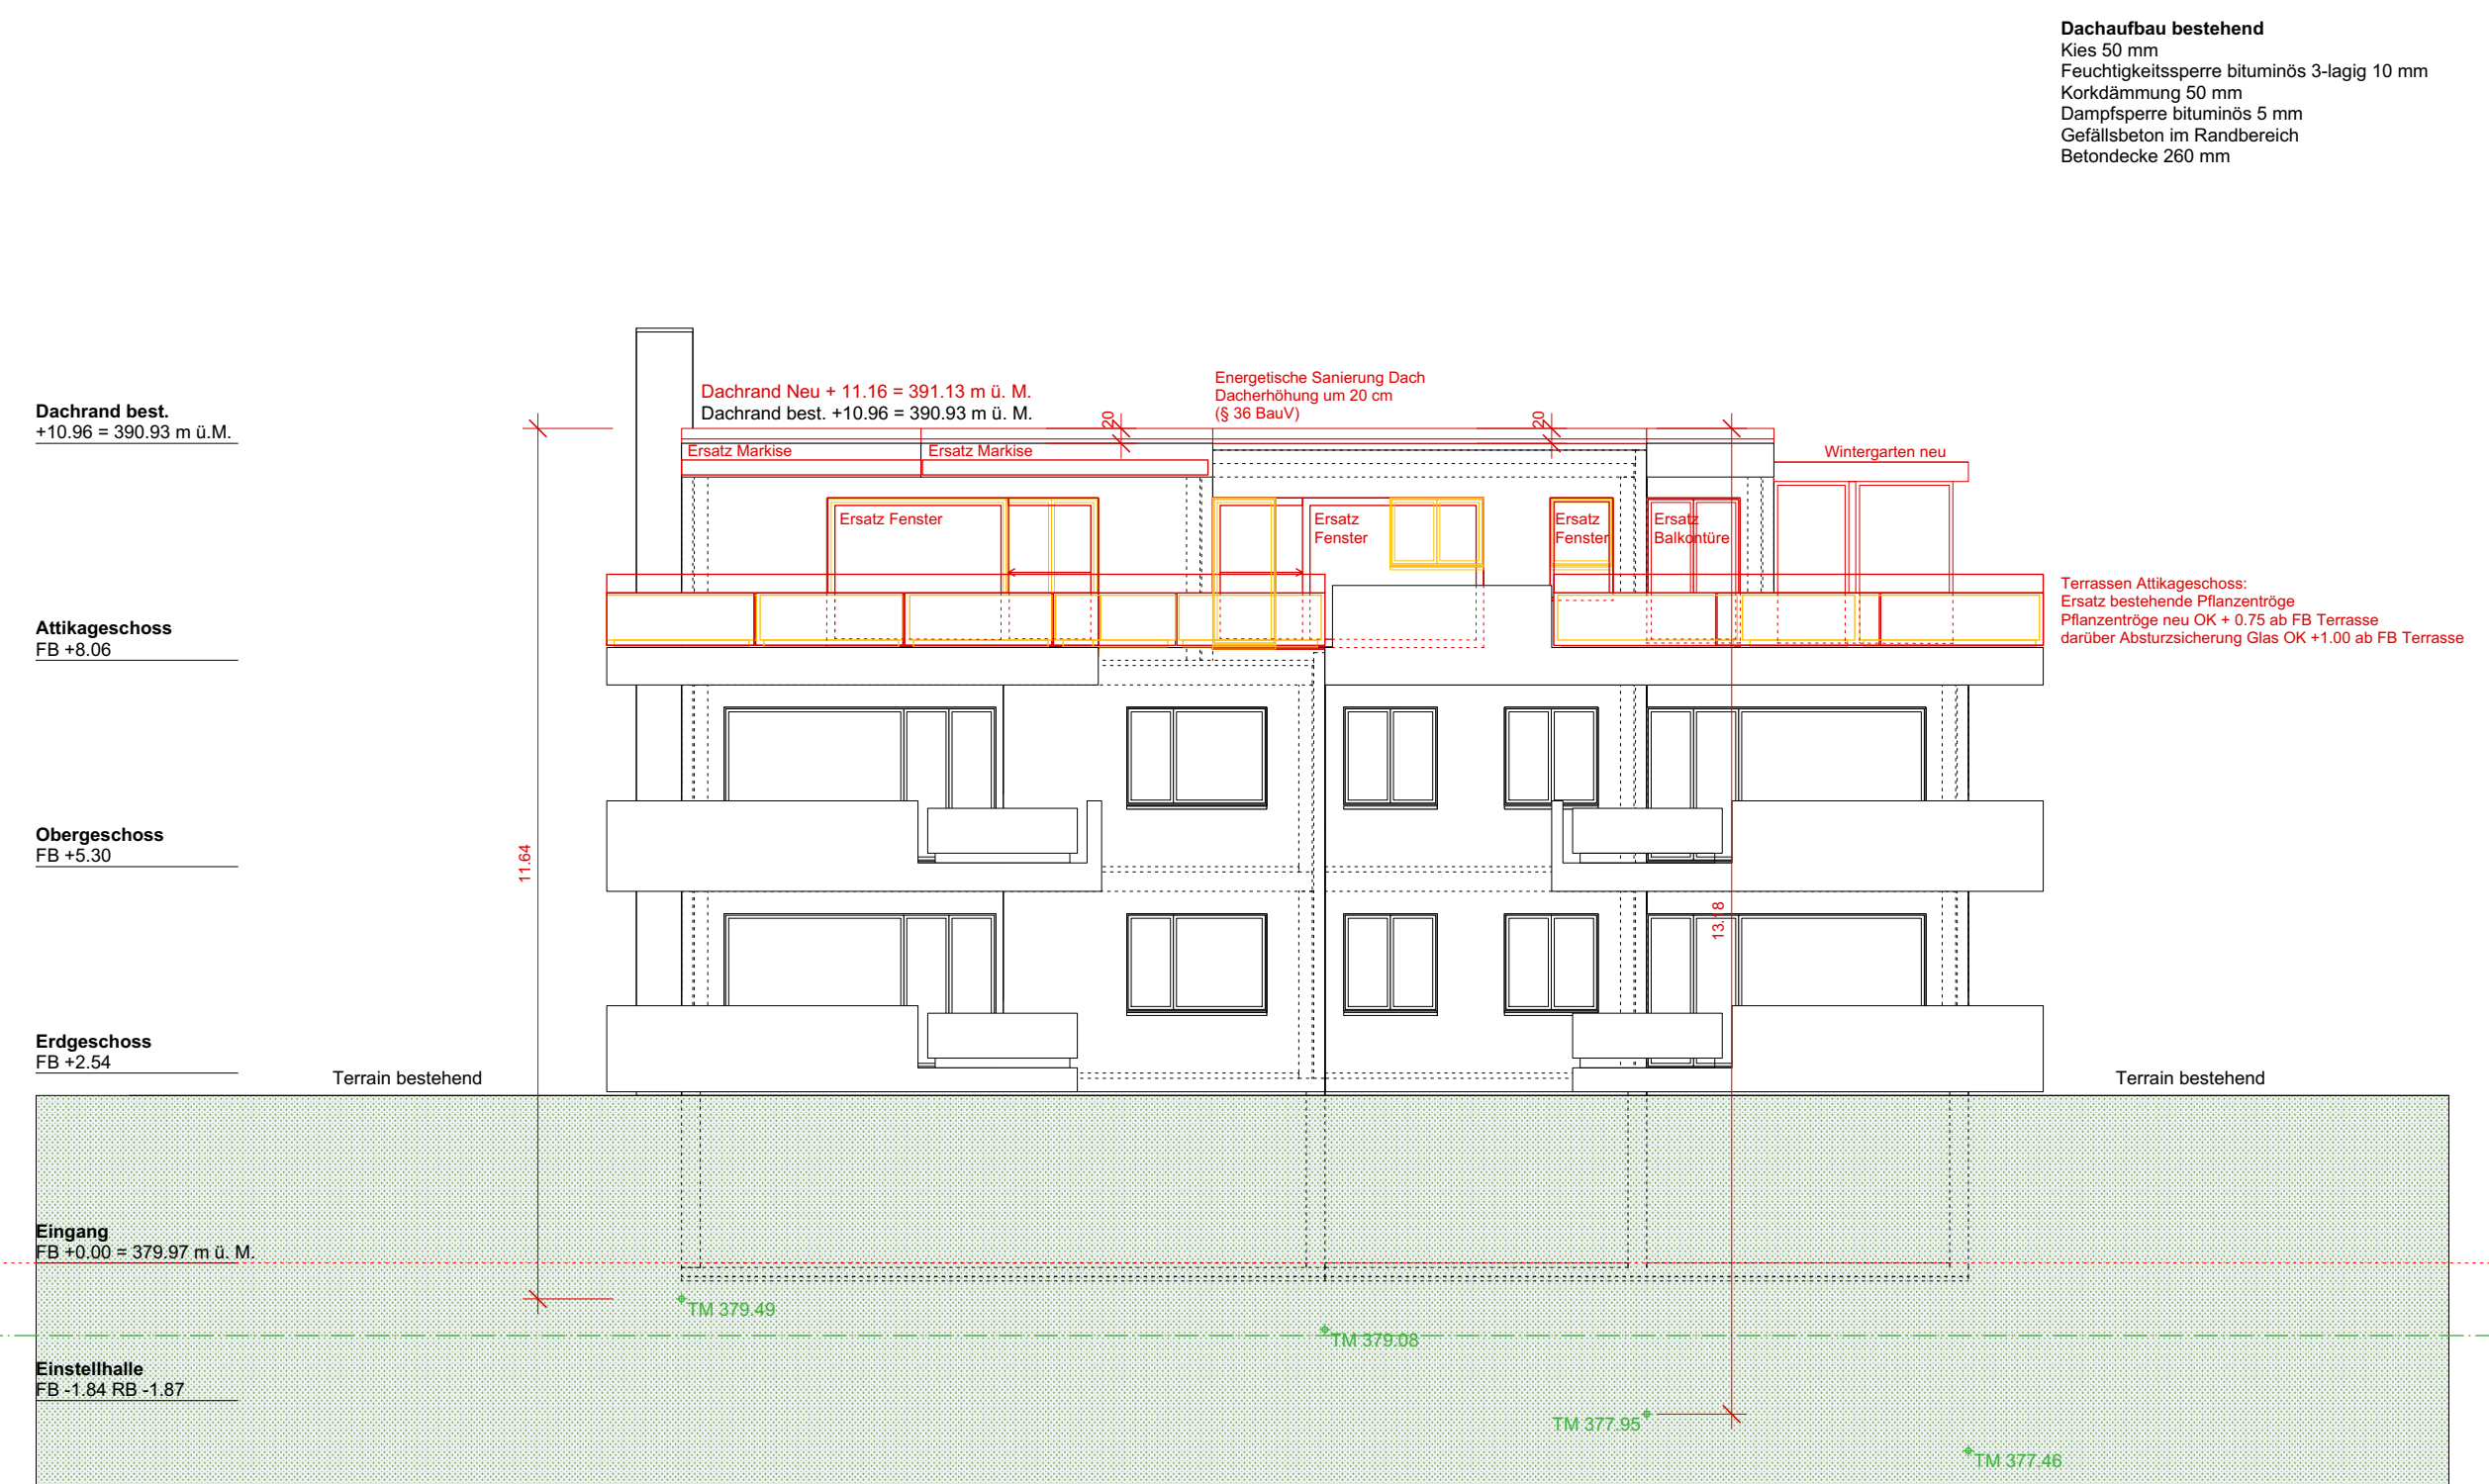 Dachaufbau bestehend
Kies 50 mm
Feuchtigkeitssperre bituminös 3-lagig 10 mm
Korkdämmung 50 mm
Dampfsperre bituminös 5 mm
Gefällsbeton im Randbereich
Betondecke 260 mm
Energetische Sanierung Dach
Dacherhöhung um 20 cm
(§ 36 BauV)
Dachrand Neu + 11.16 = 391.13 m ü. M.
Dachrand best. +10.96 = 390.93 m ü. M.
Dachrand best.
+10.96 = 390.93 m ü.M.
20
20
Ersatz Markise
Ersatz Markise
Wintergarten neu
Ersatz Fenster
Ersatz
Fenster
Ersatz
Fenster
Ersatz
Balkontüre
Terrassen Attikageschoss:
Ersatz bestehende Pflanzentröge
Pflanzentröge neu OK + 0.75 ab FB Terrasse
darüber Absturzsicherung Glas OK +1.00 ab FB Terrasse
Attikageschoss
FB +8.06
Obergeschoss
FB +5.30
11.64
13.18
Erdgeschoss
FB +2.54
Terrain bestehend
Terrain bestehend
Eingang
FB +0.00 = 379.97 m ü. M.
TM 379.49
TM 379.08
Einstellhalle
FB -1.84 RB -1.87
TM 377.95
TM 377.46